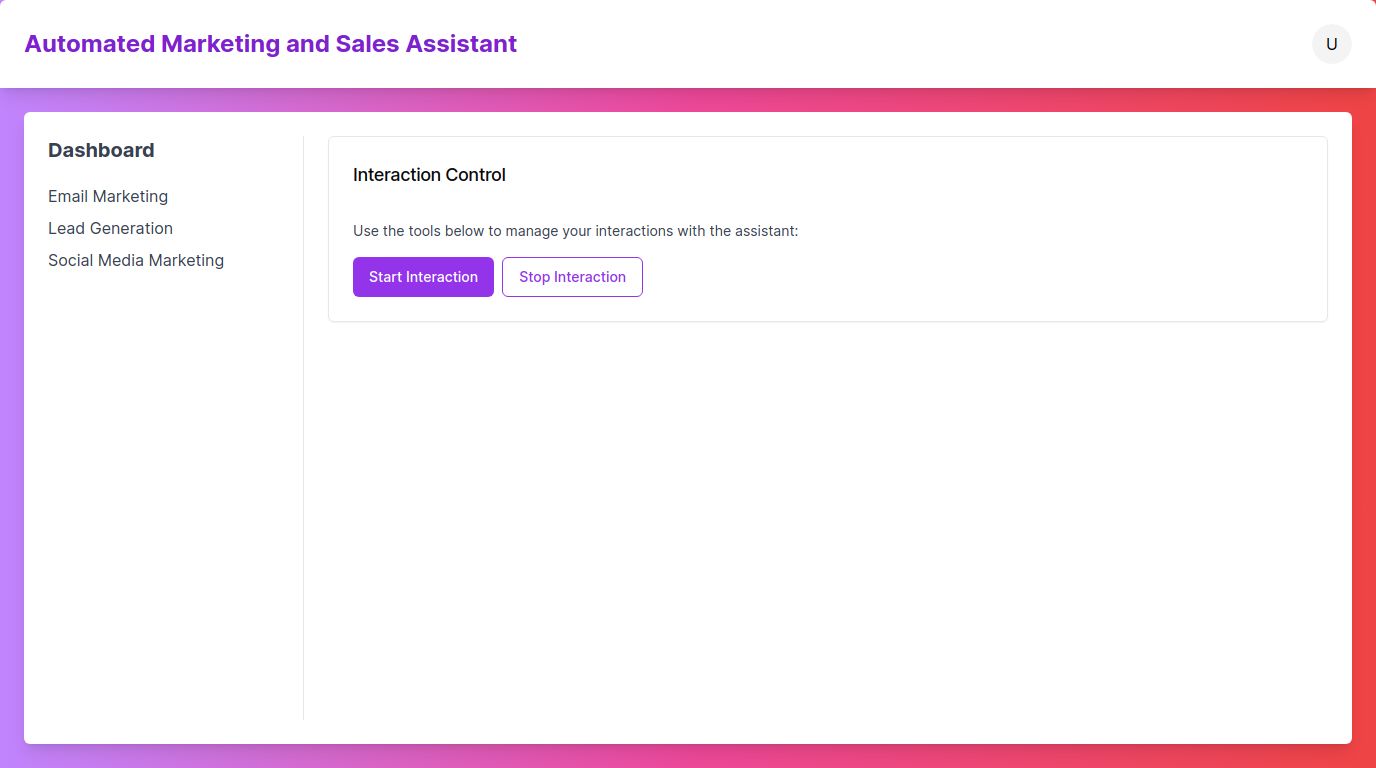 Automated Marketing and Sales Assistant
U
Dashboard
Email Marketing
Lead Generation
Social Media Marketing
Interaction Control
Use the tools below to manage your interactions with the assistant:
Start Interaction
Stop Interaction